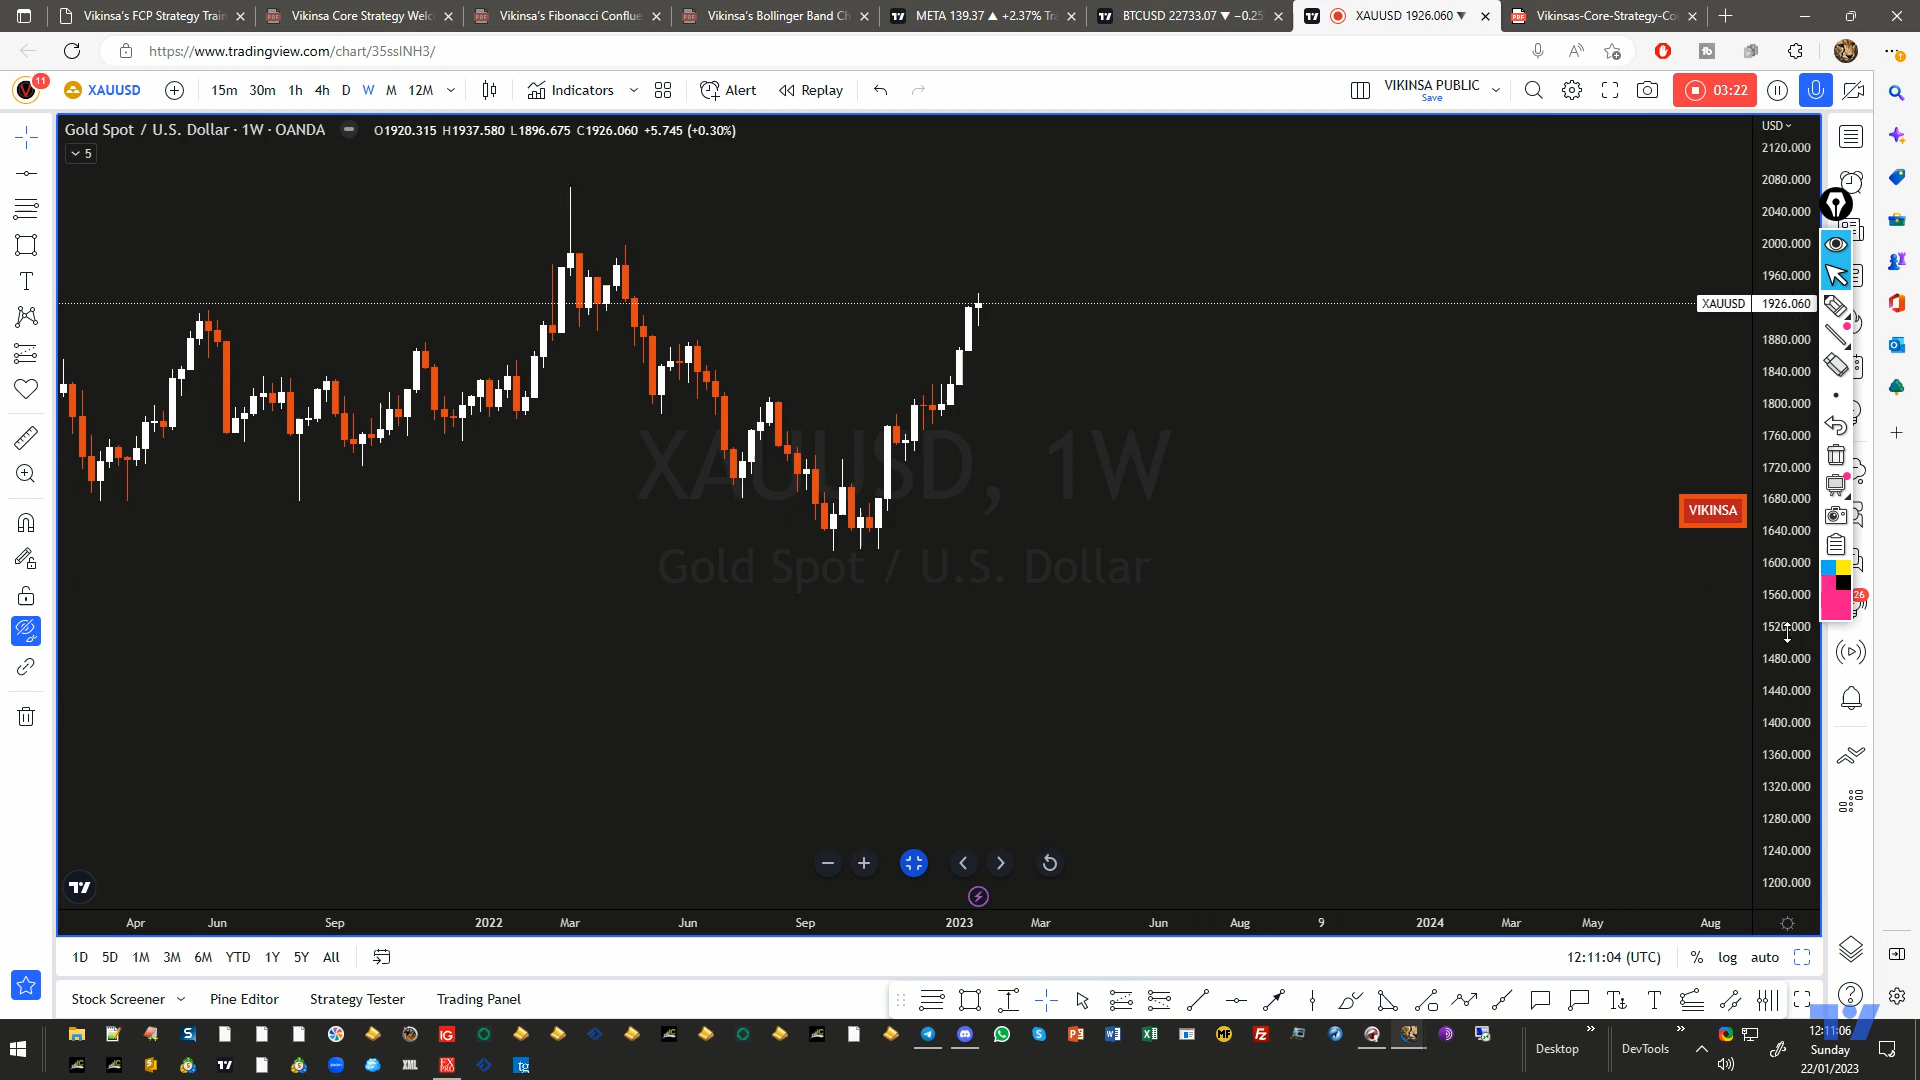 Vikinsa's FCP Strategy Train
Vikinsa Core Strategy Welc
Vikinsa's Fibonacci Conflue
Vikinsa's Bollinger Band Ch
META 139.37 ▲ +2.37% Tr
BTCUSD 22733.07 ▼ −0.25
XAUUSD 1926.060 ▼
Vikinsas-Core-Strategy-Co
https://www.tradingview.com/chart/35sslNH3/
11
XAUUSD
15m 30m 1h 4h D W M 12M
Indicators
Alert
Replay
VIKINSA PUBLIC
Save
03:22
Gold Spot / U.S. Dollar · 1W · OANDA
O1920.315 H1937.580 L1896.675 C1926.060 +5.745 (+0.30%)
5
USD
2120.000
2080.000
2040.000
2000.000
1960.000
XAUUSD 1926.060
1880.000
1840.000
1800.000
1760.000
1720.000
1680.000
1640.000
1600.000
1560.000
1520.000
1480.000
1440.000
1400.000
1360.000
1320.000
1280.000
1240.000
1200.000
XAUUSD, 1W
Gold Spot / U.S. Dollar
VIKINSA
26
Apr Jun Sep 2022 Mar Jun Sep 2023 Mar Jun Aug 9 2024 Mar May Aug
1D 5D 1M 3M 6M YTD 1Y 5Y All
12:11:04 (UTC)
% log auto
Stock Screener
Pine Editor
Strategy Tester
Trading Panel
Desktop
DevTools
12:11:06
Sunday
22/01/2023